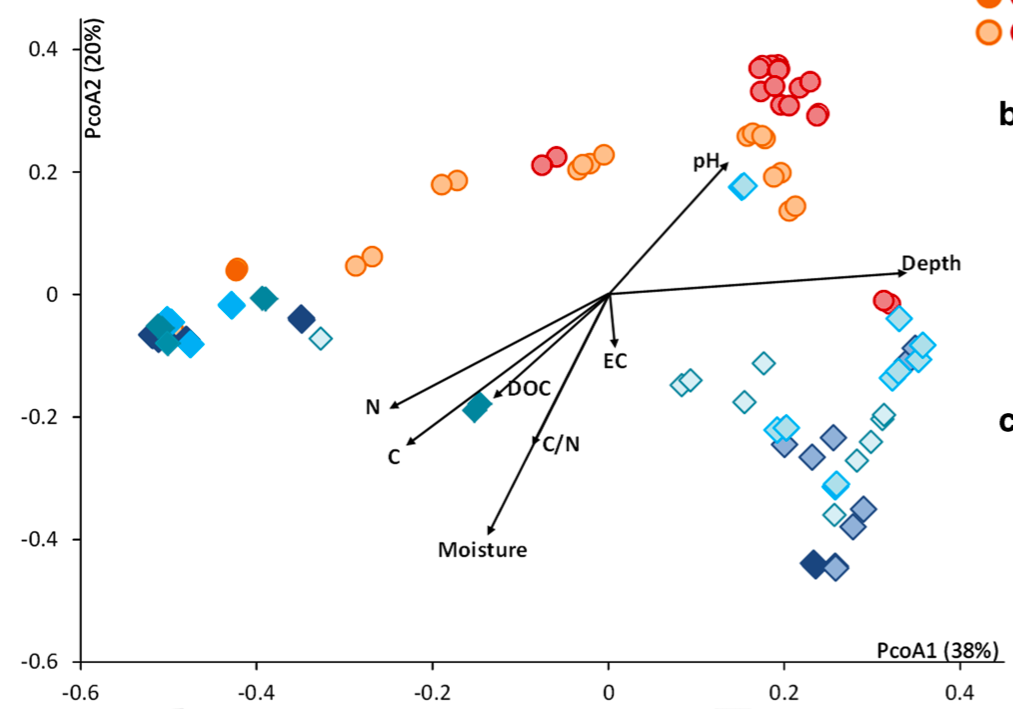 0.4
PcoA2 (20%)
b
0.2
pH
Depth
0
EC
DOC
N
-0.2
c
C/N
C
-0.4
Moisture
PcoA1 (38%)
-0.6
-0.6
-0.4
-0.2
0
0.2
0.4